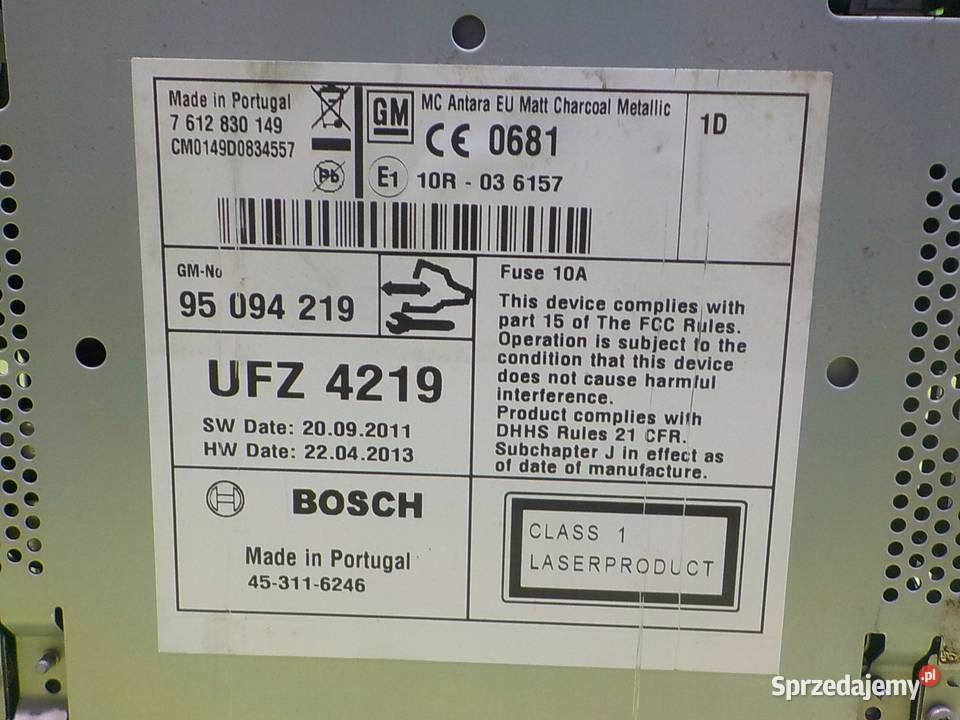 Made in Portugal
7 612 830 149
CM0149D0834557
Pb
GM
MC Antara EU Matt Charcoal Metallic
CE 0681
E1 10R - 03 6157
1D
GM-No
95 094 219
UFZ 4219
SW Date: 20.09.2011
HW Date: 22.04.2013
Fuse 10A
This device complies with
part 15 of The FCC Rules.
Operation is subject to the
condition that this device
does not cause harmful
interference.
Product complies with
DHHS Rules 21 CFR.
Subchapter J in effect as
of date of manufacture.
BOSCH
Made in Portugal
45-311-6246
CLASS 1
LASERPRODUCT
Sprzedajemy.pl